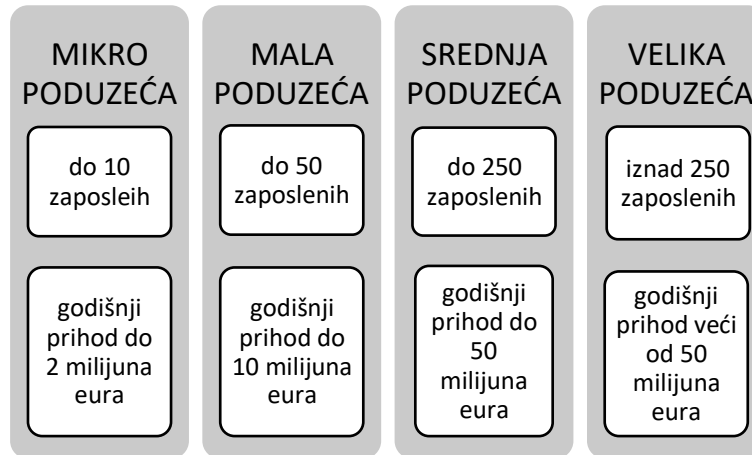 MIKRO
PODUZEĆA
do 10
zaposleih
godišnji
prihod do
2 milijuna
eura
MALA
PODUZEĆA
do 50
zaposlenih
godišnji
prihod do
10 milijuna
eura
SREDNJA
PODUZEĆA
do 250
zaposlenih
godišnji
prihod do
50
milijuna
eura
VELIKA
PODUZEĆA
iznad 250
zaposlenih
godišnji
prihod veći
od 50
milijuna
eura